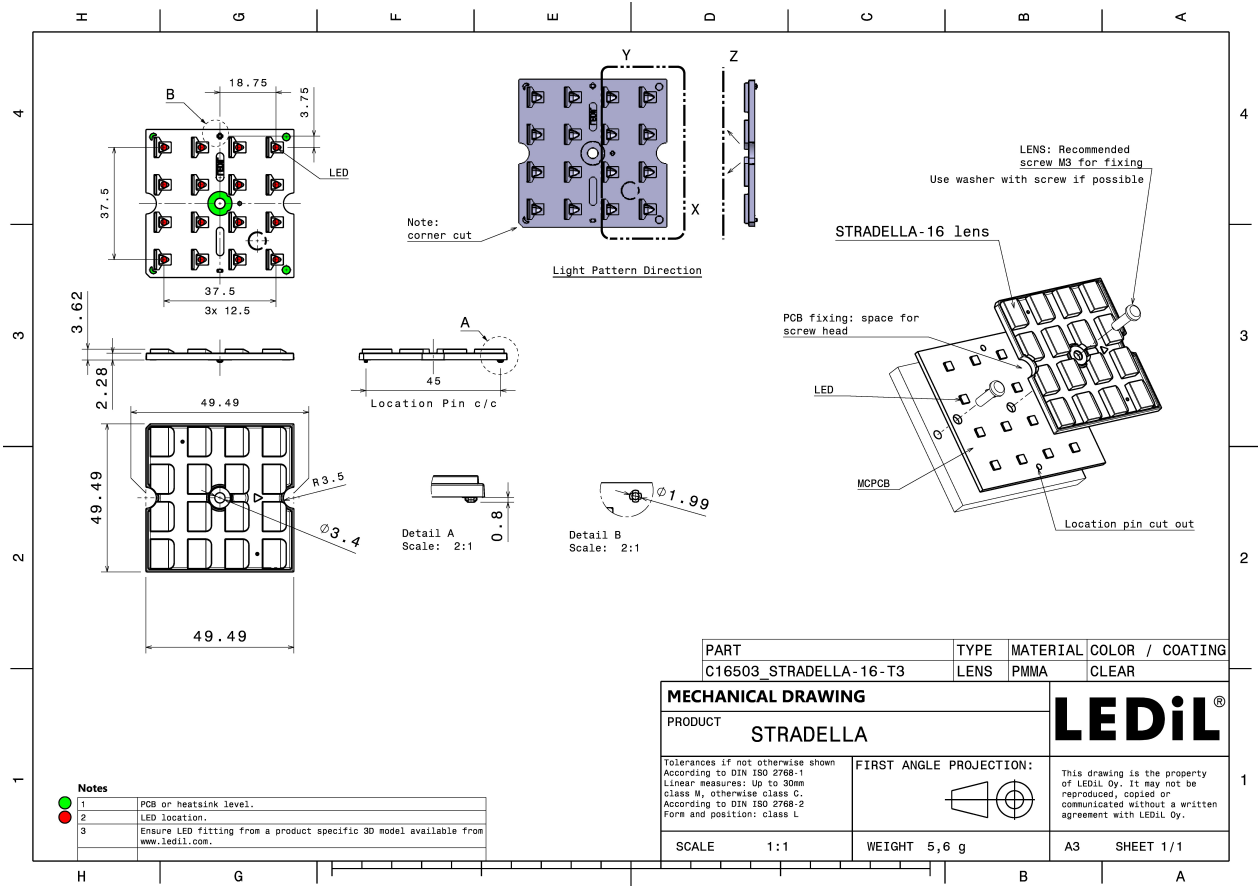 H
G
F
E
D
C
B
A
4
3
2
1
4
3
2
1
18.75
3.75
B
LED
37.5
37.5
3x 12.5
3.62
2.28
A
45
Location Pin c/c
49.49
49.49
R3.5
Ø3.4
49.49
Detail A
Scale: 2:1
0.8
Detail B
Scale: 2:1
Ø1.99
Y
Z
X
Note:
corner cut
Light Pattern Direction
LENS: Recommended
screw M3 for fixing
Use washer with screw if possible
STRADELLA-16 lens
PCB fixing: space for
screw head
LED
MCPCB
Location pin cut out
PART TYPE MATERIAL COLOR / COATING
C16503_STRADELLA-16-T3 LENS PMMA CLEAR
MECHANICAL DRAWING
PRODUCT
STRADELLA
LEDiL®
Tolerances if not otherwise shown
According to DIN ISO 2768-1
Linear measures: Up to 30mm
class M, otherwise class C.
According to DIN ISO 2768-2
Form and position: class L
FIRST ANGLE PROJECTION:
This drawing is the property
of LEDiL Oy. It may not be
reproduced, copied or
communicated without a written
agreement with LEDiL Oy.
SCALE 1:1
WEIGHT 5,6 g
A3 SHEET 1/1
Notes
1 PCB or heatsink level.
2 LED location.
3 Ensure LED fitting from a product specific 3D model available from
www.ledil.com.
H
G
B
A